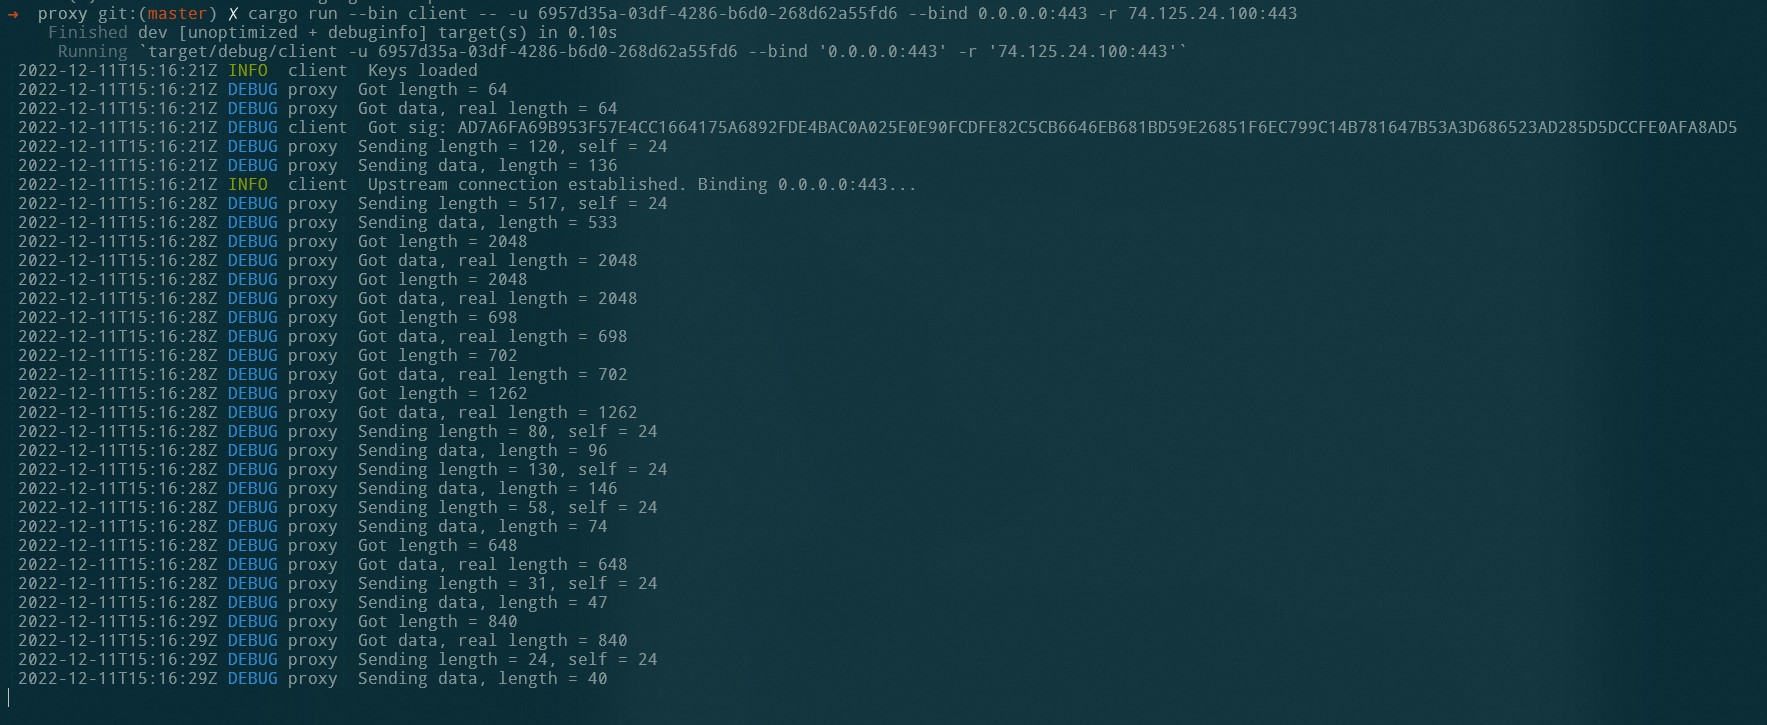 → proxy git:(master) ✗ cargo run --bin client -- -u 6957d35a-03df-4286-b6d0-268d62a55fd6 --bind 0.0.0.0:443 -r 74.125.24.100:443
Finished dev [unoptimized + debuginfo] target(s) in 0.10s
Running `target/debug/client -u 6957d35a-03df-4286-b6d0-268d62a55fd6 --bind '0.0.0.0:443' -r '74.125.24.100:443'`
2022-12-11T15:16:21Z INFO client Keys loaded
2022-12-11T15:16:21Z DEBUG proxy Got length = 64
2022-12-11T15:16:21Z DEBUG proxy Got data, real length = 64
2022-12-11T15:16:21Z DEBUG client Got sig: AD7A6FA69B953F57E4CC1664175A6892FDE4BAC0A025E0E90FCDFE82C5CB6646EB681BD59E26851F6EC799C14B781647B53A3D686523AD285D5DCCFE0AFA8AD5
2022-12-11T15:16:21Z DEBUG proxy Sending length = 120, self = 24
2022-12-11T15:16:21Z DEBUG proxy Sending data, length = 136
2022-12-11T15:16:21Z INFO client Upstream connection established. Binding 0.0.0.0:443...
2022-12-11T15:16:28Z DEBUG proxy Sending length = 517, self = 24
2022-12-11T15:16:28Z DEBUG proxy Sending data, length = 533
2022-12-11T15:16:28Z DEBUG proxy Got length = 2048
2022-12-11T15:16:28Z DEBUG proxy Got data, real length = 2048
2022-12-11T15:16:28Z DEBUG proxy Got length = 2048
2022-12-11T15:16:28Z DEBUG proxy Got data, real length = 2048
2022-12-11T15:16:28Z DEBUG proxy Got length = 698
2022-12-11T15:16:28Z DEBUG proxy Got data, real length = 698
2022-12-11T15:16:28Z DEBUG proxy Got length = 702
2022-12-11T15:16:28Z DEBUG proxy Got data, real length = 702
2022-12-11T15:16:28Z DEBUG proxy Got length = 1262
2022-12-11T15:16:28Z DEBUG proxy Got data, real length = 1262
2022-12-11T15:16:28Z DEBUG proxy Sending length = 80, self = 24
2022-12-11T15:16:28Z DEBUG proxy Sending data, length = 96
2022-12-11T15:16:28Z DEBUG proxy Sending length = 130, self = 24
2022-12-11T15:16:28Z DEBUG proxy Sending data, length = 146
2022-12-11T15:16:28Z DEBUG proxy Sending length = 58, self = 24
2022-12-11T15:16:28Z DEBUG proxy Sending data, length = 74
2022-12-11T15:16:28Z DEBUG proxy Got length = 648
2022-12-11T15:16:28Z DEBUG proxy Got data, real length = 648
2022-12-11T15:16:28Z DEBUG proxy Sending length = 31, self = 24
2022-12-11T15:16:28Z DEBUG proxy Sending data, length = 47
2022-12-11T15:16:29Z DEBUG proxy Got length = 840
2022-12-11T15:16:29Z DEBUG proxy Got data, real length = 840
2022-12-11T15:16:29Z DEBUG proxy Sending length = 24, self = 24
2022-12-11T15:16:29Z DEBUG proxy Sending data, length = 40